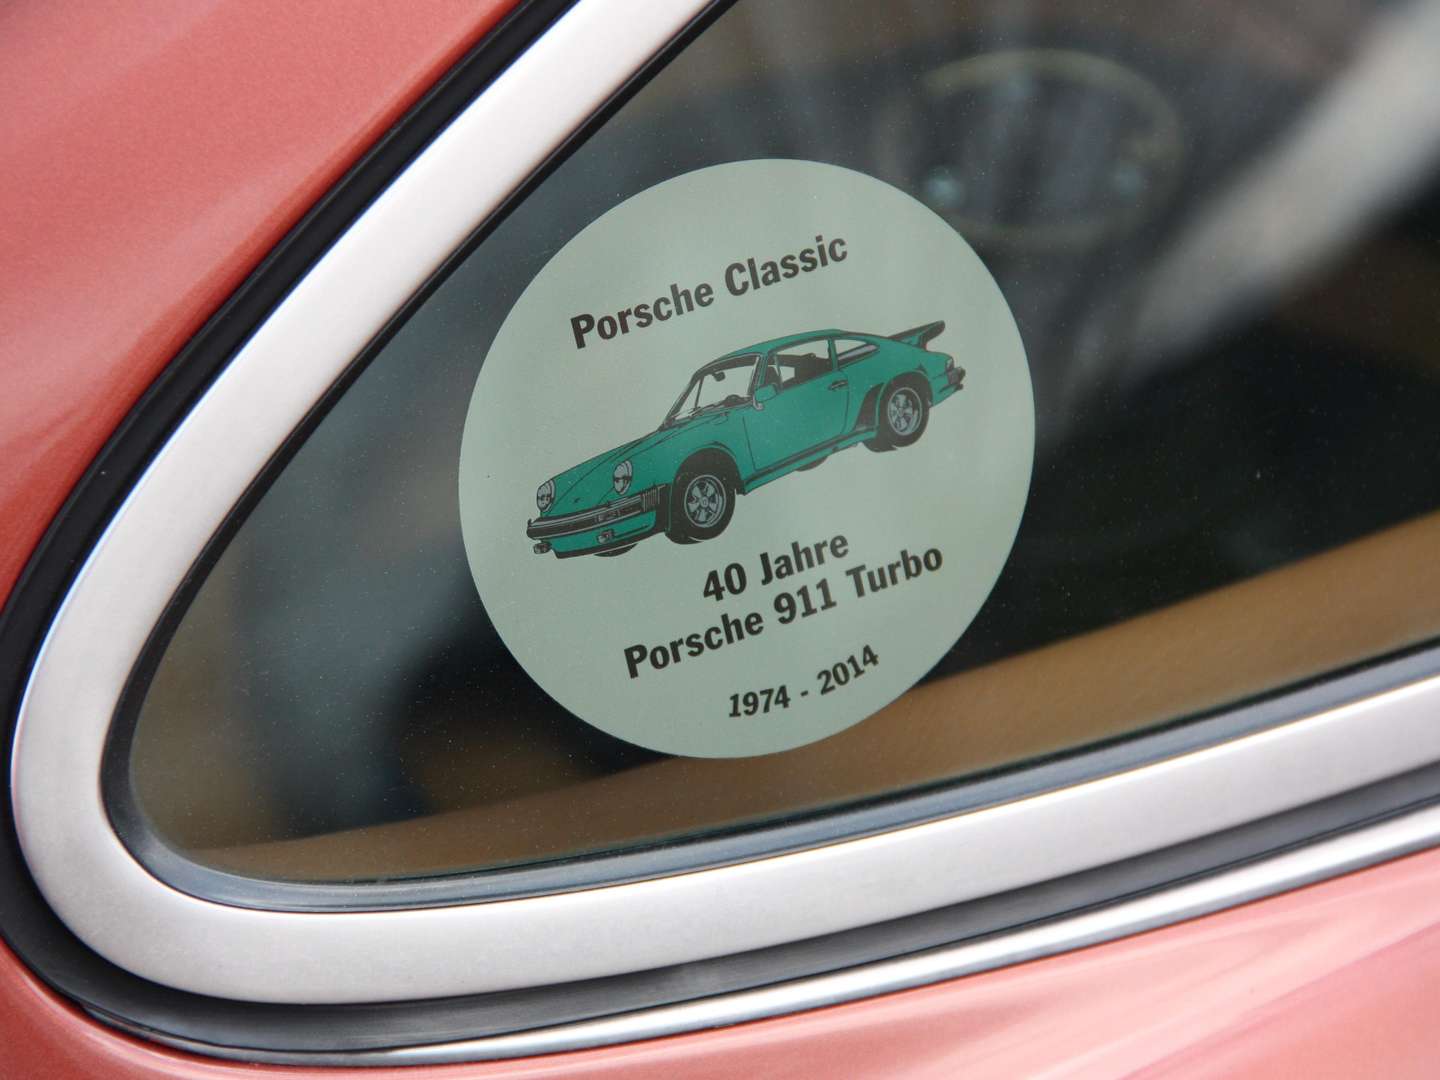 Porsche Classic
40 Jahre
Porsche 911 Turbo
1974 - 2014